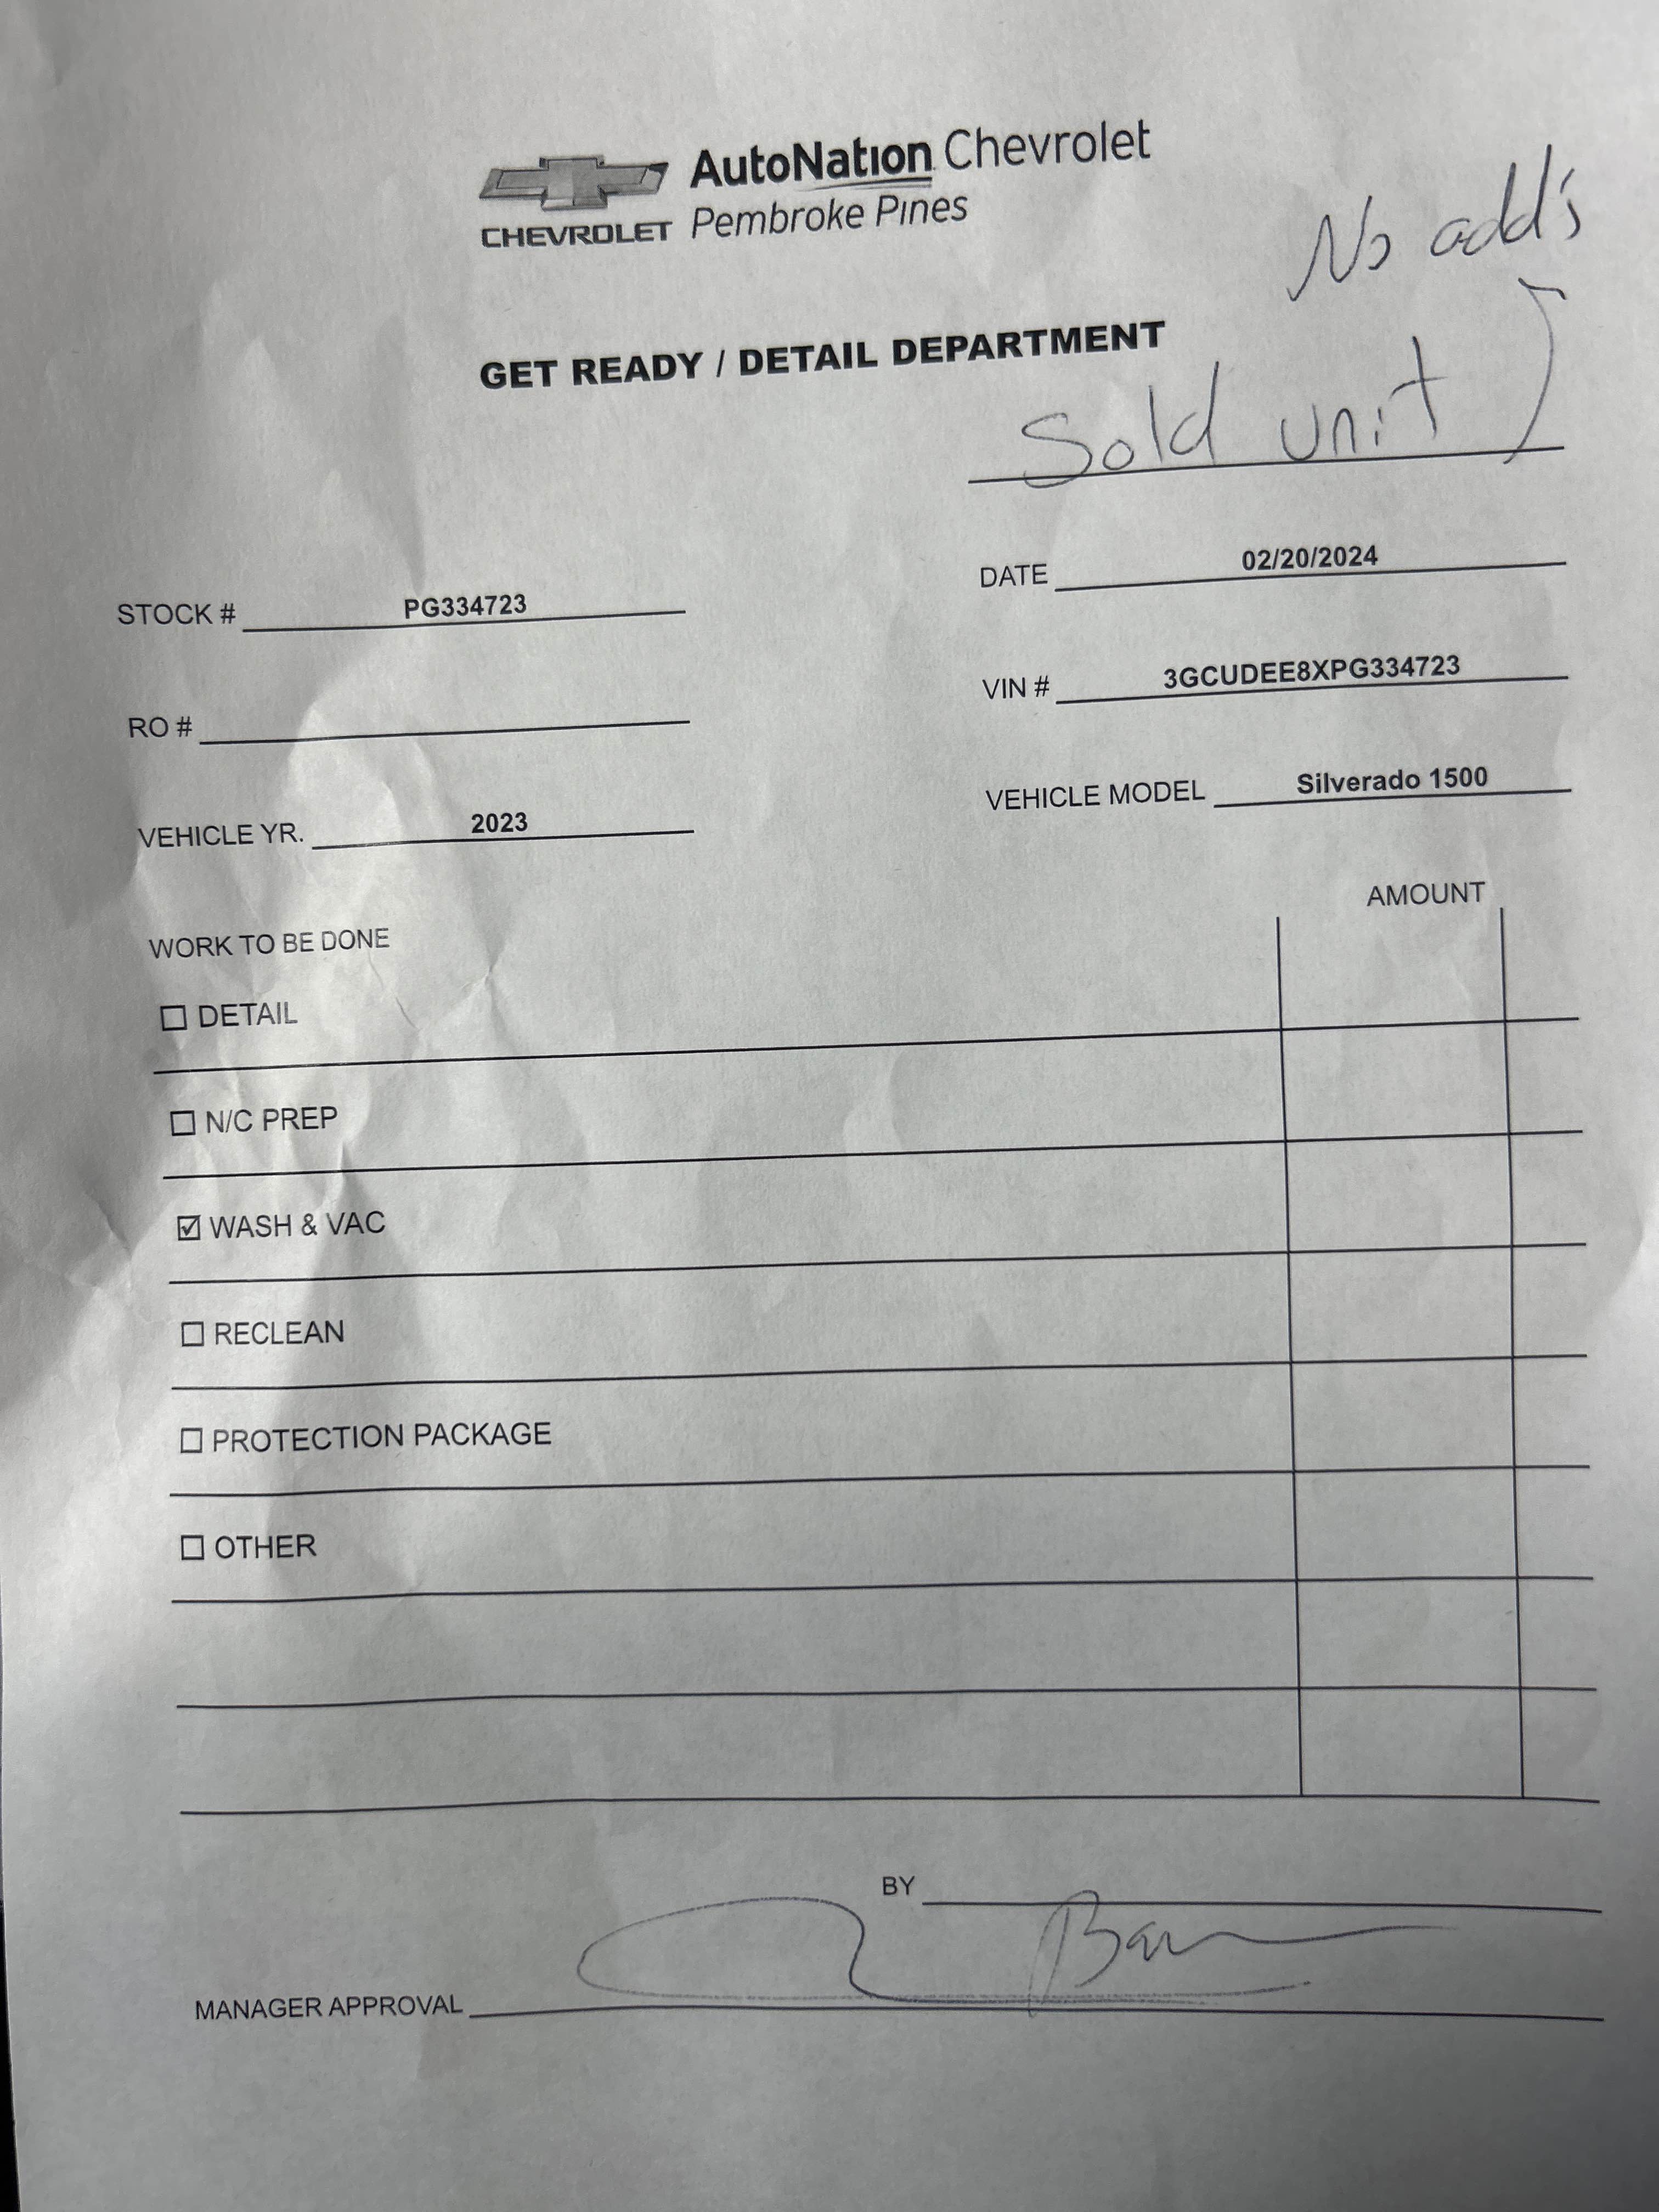 AutoNation Chevrolet
CHEVROLET Pembroke Pines
No add's
GET READY / DETAIL DEPARTMENT
Sold unit
DATE 02/20/2024
STOCK # PG334723
VIN # 3GCUDEE8XPG334723
RO #
VEHICLE MODEL Silverado 1500
VEHICLE YR. 2023
AMOUNT
WORK TO BE DONE
☐ DETAIL
☐ N/C PREP
☑ WASH & VAC
☐ RECLEAN
☐ PROTECTION PACKAGE
☐ OTHER
BY
MANAGER APPROVAL